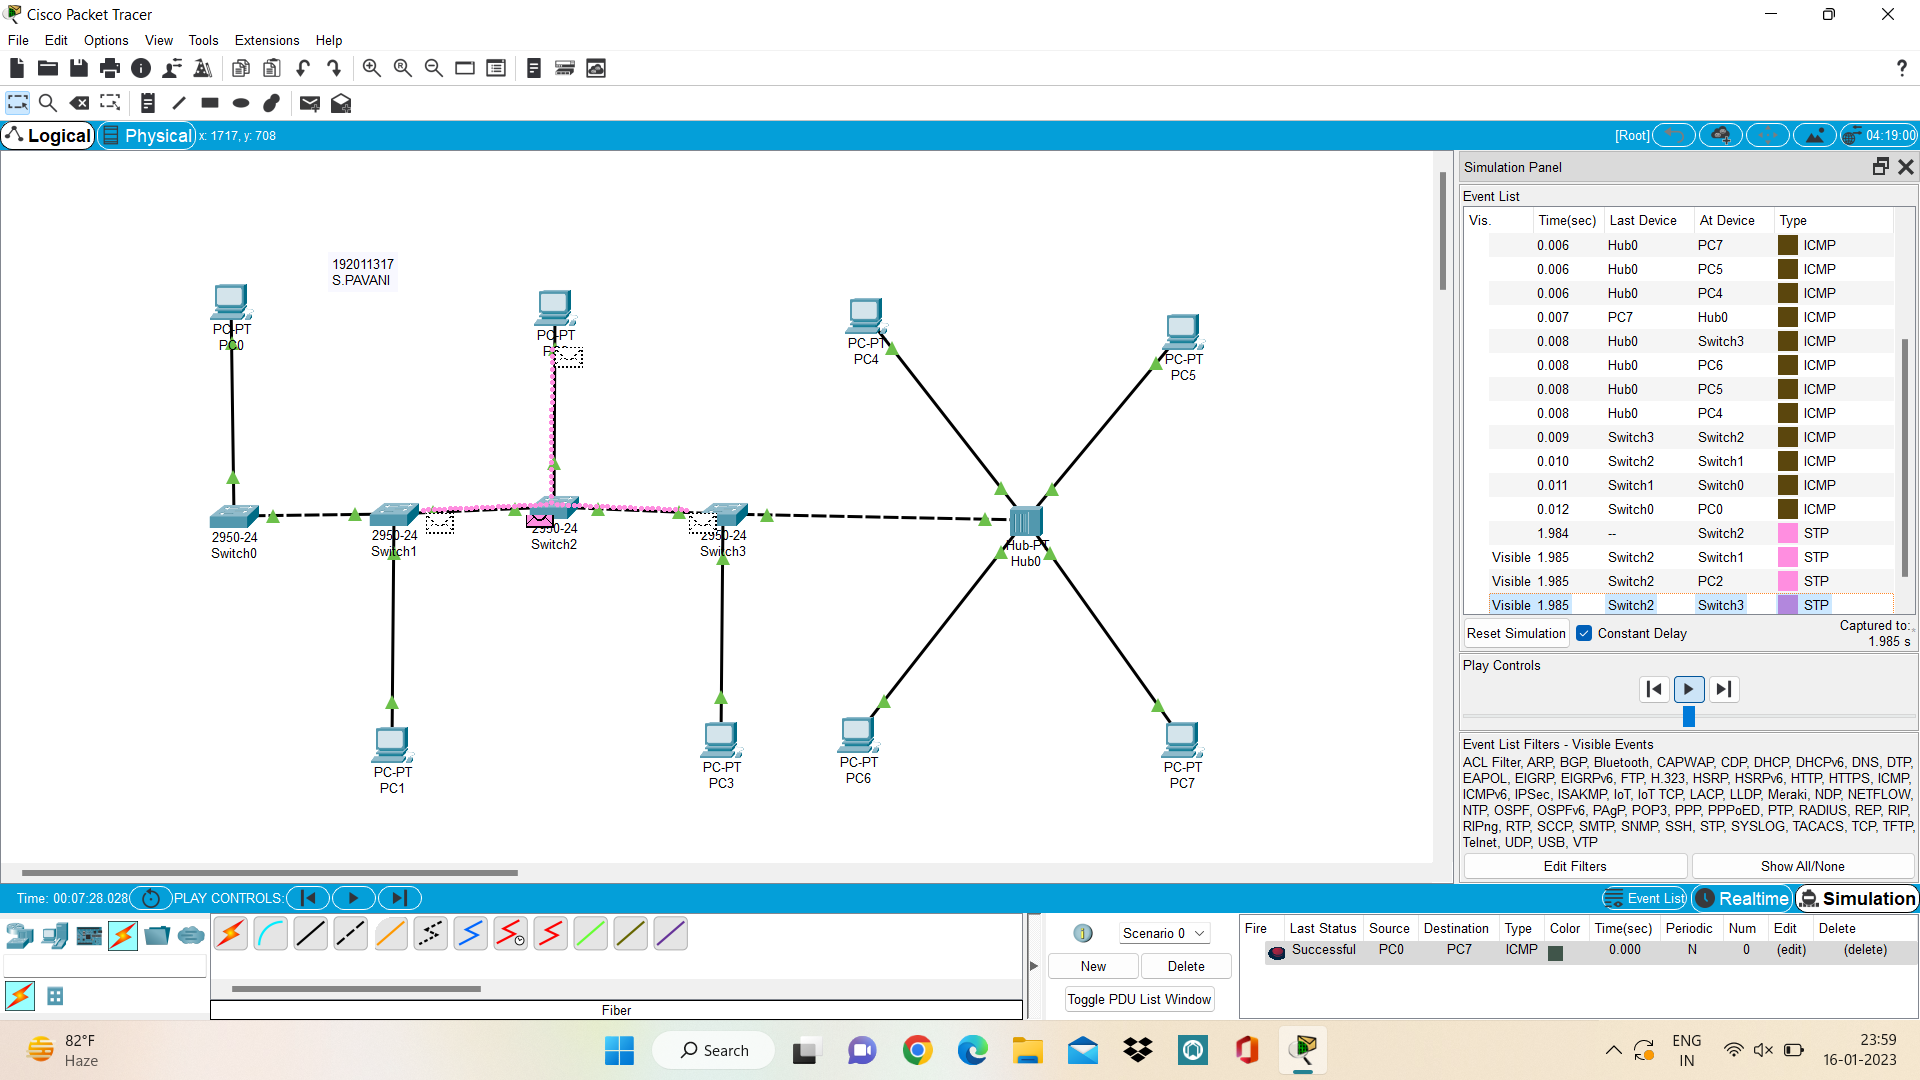 Cisco Packet Tracer
File Edit Options View Tools Extensions Help
Logical Physical x: 1717, y: 708 [Root] 04:19:00
192011317
S.PAVANI
PC-PT
PC0
PC-PT
PC-PT
PC4
PC-PT
PC5
2950-24
Switch0
2950-24
Switch1
2950-24
Switch2
2950-24
Switch3
Hub-PT
Hub0
PC-PT
PC1
PC-PT
PC3
PC-PT
PC6
PC-PT
PC7
Simulation Panel
Event List
Vis. Time(sec) Last Device At Device Type
0.006 Hub0 PC7 ICMP
0.006 Hub0 PC5 ICMP
0.006 Hub0 PC4 ICMP
0.007 PC7 Hub0 ICMP
0.008 Hub0 Switch3 ICMP
0.008 Hub0 PC6 ICMP
0.008 Hub0 PC5 ICMP
0.008 Hub0 PC4 ICMP
0.009 Switch3 Switch2 ICMP
0.010 Switch2 Switch1 ICMP
0.011 Switch1 Switch0 ICMP
0.012 Switch0 PC0 ICMP
1.984 -- Switch2 STP
Visible 1.985 Switch2 Switch1 STP
Visible 1.985 Switch2 PC2 STP
Visible 1.985 Switch2 Switch3 STP
Reset Simulation Constant Delay Captured to:
1.985 s
Play Controls
Event List Filters - Visible Events
ACL Filter, ARP, BGP, Bluetooth, CAPWAP, CDP, DHCP, DHCPv6, DNS, DTP,
EAPOL, EIGRP, EIGRPv6, FTP, H.323, HSRP, HSRPv6, HTTP, HTTPS, ICMP,
ICMPv6, IPSec, ISAKMP, IoT, IoT TCP, LACP, LLDP, Meraki, NDP, NETFLOW,
NTP, OSPF, OSPFv6, PAgP, POP3, PPP, PPPoED, PTP, RADIUS, REP, RIP,
RIPng, RTP, SCCP, SMTP, SNMP, SSH, STP, SYSLOG, TACACS, TCP, TFTP,
Telnet, UDP, USB, VTP
Edit Filters Show All/None
Time: 00:07:28.028 PLAY CONTROLS: Event List Realtime Simulation
Scenario 0
New Delete
Toggle PDU List Window
Fire Last Status Source Destination Type Color Time(sec) Periodic Num Edit Delete
Successful PC0 PC7 ICMP 0.000 N 0 (edit) (delete)
Fiber
82°F
Haze
Search
ENG
IN
23:59
16-01-2023